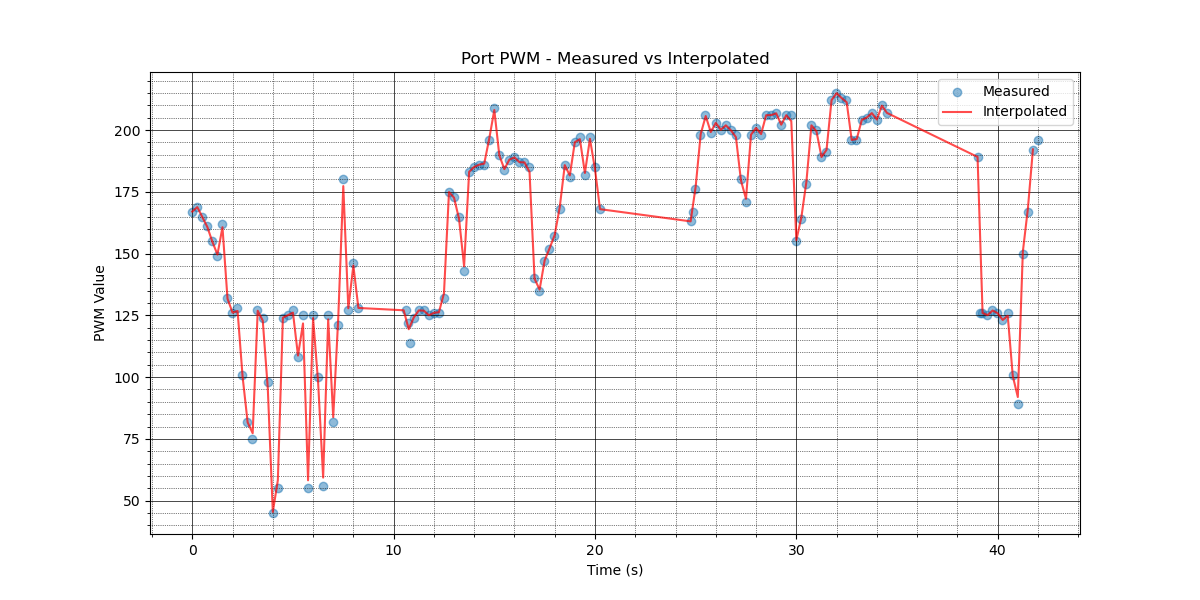 Port PWM - Measured vs Interpolated
Measured
Interpolated
PWM Value
200
175
150
125
100
75
50
0
10
20
30
40
Time (s)